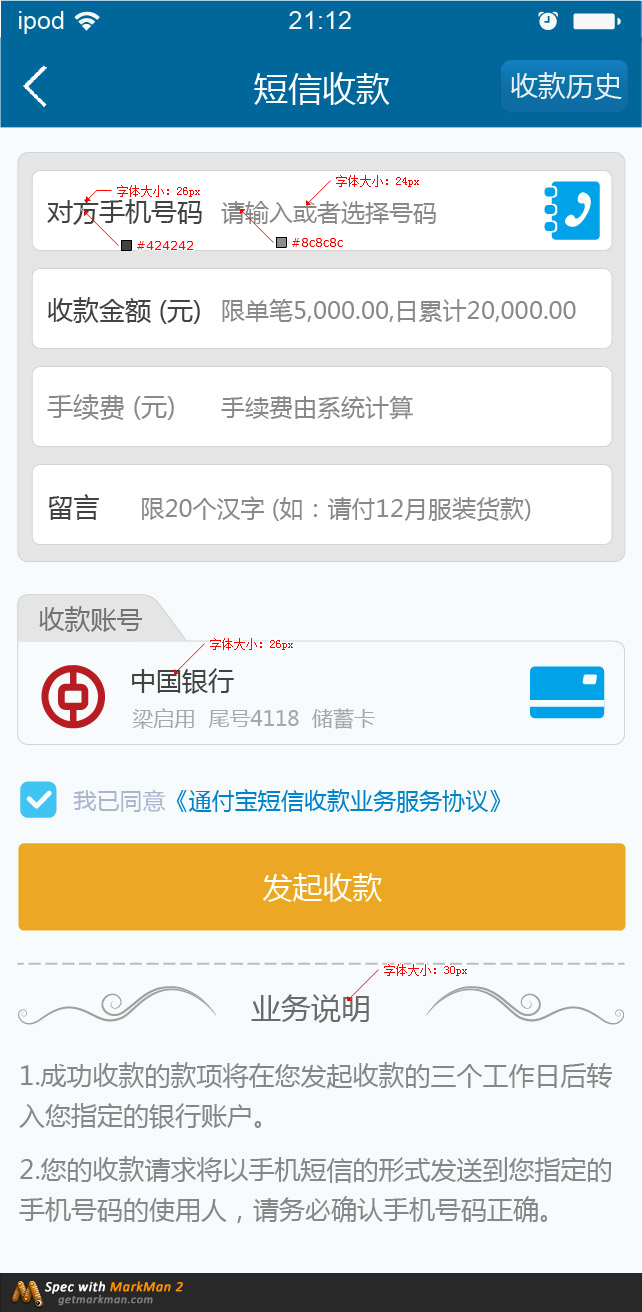 ipod 21:12
短信收款 收款历史
字体大小：26px 字体大小：24px
对方手机号码 请输入或者选择号码
#424242 #8c8c8c
收款金额 (元) 限单笔5,000.00,日累计20,000.00
手续费 (元) 手续费由系统计算
留言 限20个汉字 (如：请付12月服装货款)
收款账号
字体大小：26px
中国银行
梁启用 尾号4118 储蓄卡
我已同意《通付宝短信收款业务服务协议》
发起收款
字体大小：30px
业务说明
1.成功收款的款项将在您发起收款的三个工作日后转
入您指定的银行账户。
2.您的收款请求将以手机短信的形式发送到您指定的
手机号码的使用人，请务必确认手机号码正确。
Spec with MarkMan 2
getmarkman.com